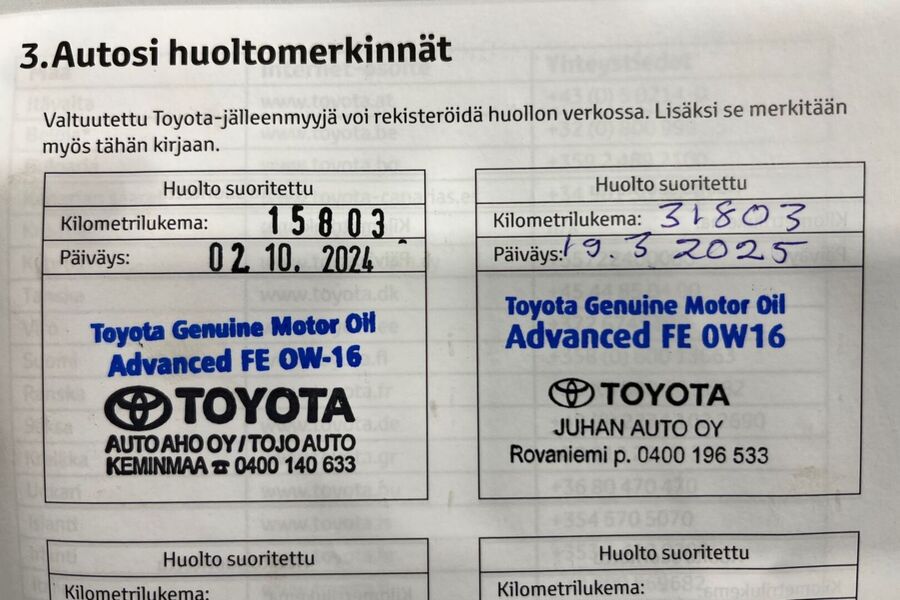 3. Autosi huoltomerkinnät
Valtuutettu Toyota-jälleenmyyjä voi rekisteröidä huollon verkossa. Lisäksi se merkitään
myös tähän kirjaan.
Huolto suoritettu
Kilometrilukema: 15803
Päiväys: 02. 10. 2024
Toyota Genuine Motor Oil
Advanced FE 0W-16
TOYOTA
AUTO AHO OY / TOJO AUTO
KEMINMAA ☎ 0400 140 633
Huolto suoritettu
Kilometrilukema: 31803
Päiväys: 19. 3 2025
Toyota Genuine Motor Oil
Advanced FE 0W16
TOYOTA
JUHAN AUTO OY
Rovaniemi p. 0400 196 533
Huolto suoritettu
Kilometrilukema:
Huolto suoritettu
Kilometrilukema: